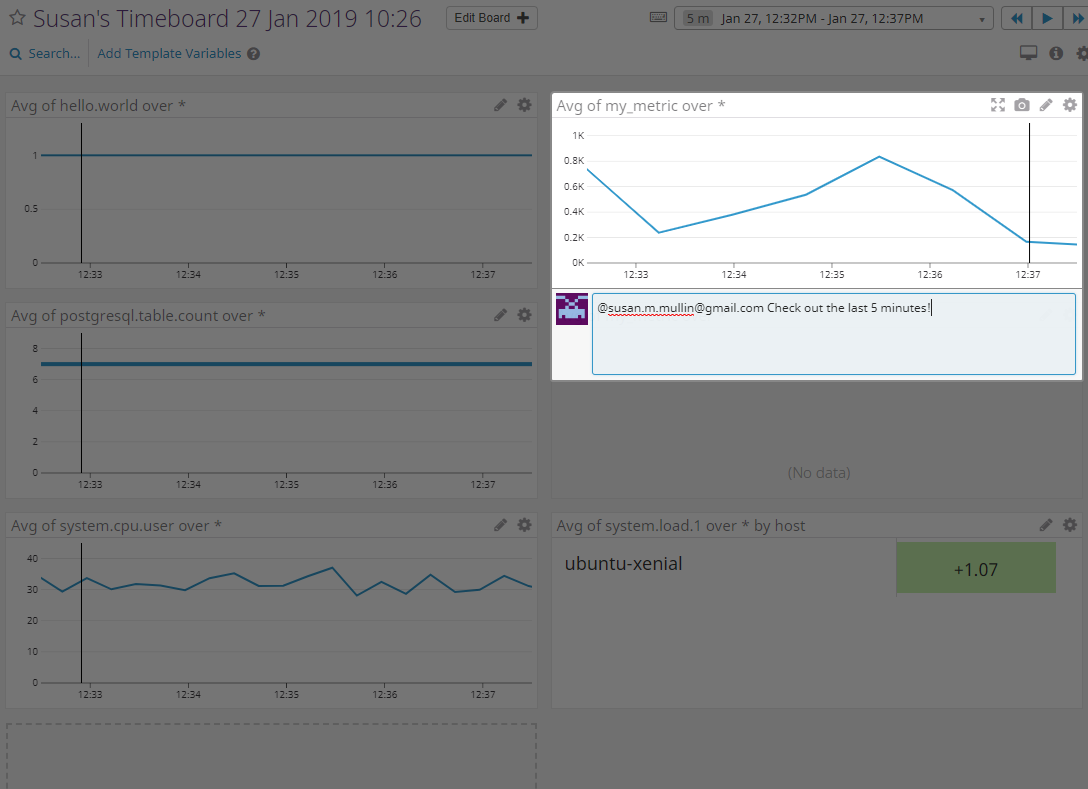 Susan's Timeboard 27 Jan 2019 10:26
Edit Board
5 m Jan 27, 12:32PM - Jan 27, 12:37PM
Search...
Add Template Variables ?
Avg of hello.world over *
1
0.5
0
12:33 12:34 12:35 12:36 12:37
Avg of my_metric over *
1K
0.8K
0.6K
0.4K
0.2K
0K
12:33 12:34 12:35 12:36 12:37
@susan.m.mullin@gmail.com Check out the last 5 minutes!
Avg of postgresql.table.count over *
8
6
4
2
0
12:33 12:34 12:35 12:36 12:37
(No data)
Avg of system.cpu.user over *
40
30
20
10
0
12:33 12:34 12:35 12:36 12:37
Avg of system.load.1 over * by host
ubuntu-xenial
+1.07